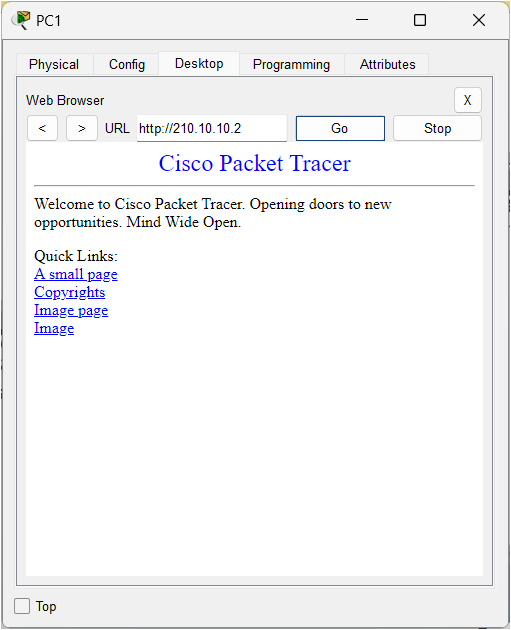 PC1
Physical Config Desktop Programming Attributes
Web Browser X
< > URL http://210.10.10.2 Go Stop
Cisco Packet Tracer
Welcome to Cisco Packet Tracer. Opening doors to new
opportunities. Mind Wide Open.
Quick Links:
A small page
Copyrights
Image page
Image
Top